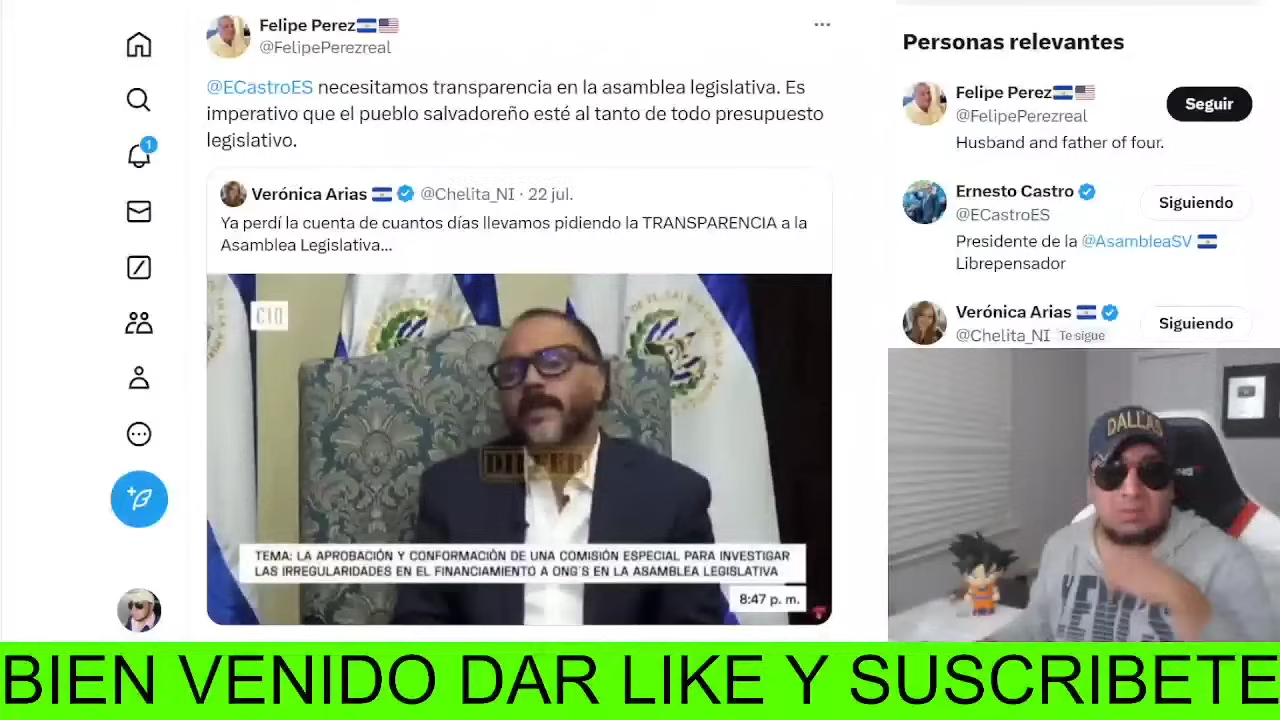 Felipe Perez
@FelipePerezreal
@ECastroES necesitamos transparencia en la asamblea legislativa. Es
imperativo que el pueblo salvadoreño esté al tanto de todo presupuesto
legislativo.
Verónica Arias @Chelita_NI · 22 jul.
Ya perdí la cuenta de cuantos días llevamos pidiendo la TRANSPARENCIA a la
Asamblea Legislativa...
TEMA: LA APROBACIÓN Y CONFORMACIÓN DE UNA COMISIÓN ESPECIAL PARA INVESTIGAR
LAS IRREGULARIDADES EN EL FINANCIAMIENTO A ONG´S EN LA ASAMBLEA LEGISLATIVA
8:47 p. m.
1
Personas relevantes
Felipe Perez
@FelipePerezreal
Seguir
Husband and father of four.
Ernesto Castro
@ECastroES
Siguiendo
Presidente de la @AsambleaSV
Librepensador
Verónica Arias
@Chelita_NI Te sigue
Siguiendo
DALLAS
BIEN VENIDO DAR LIKE Y SUSCRIBETE